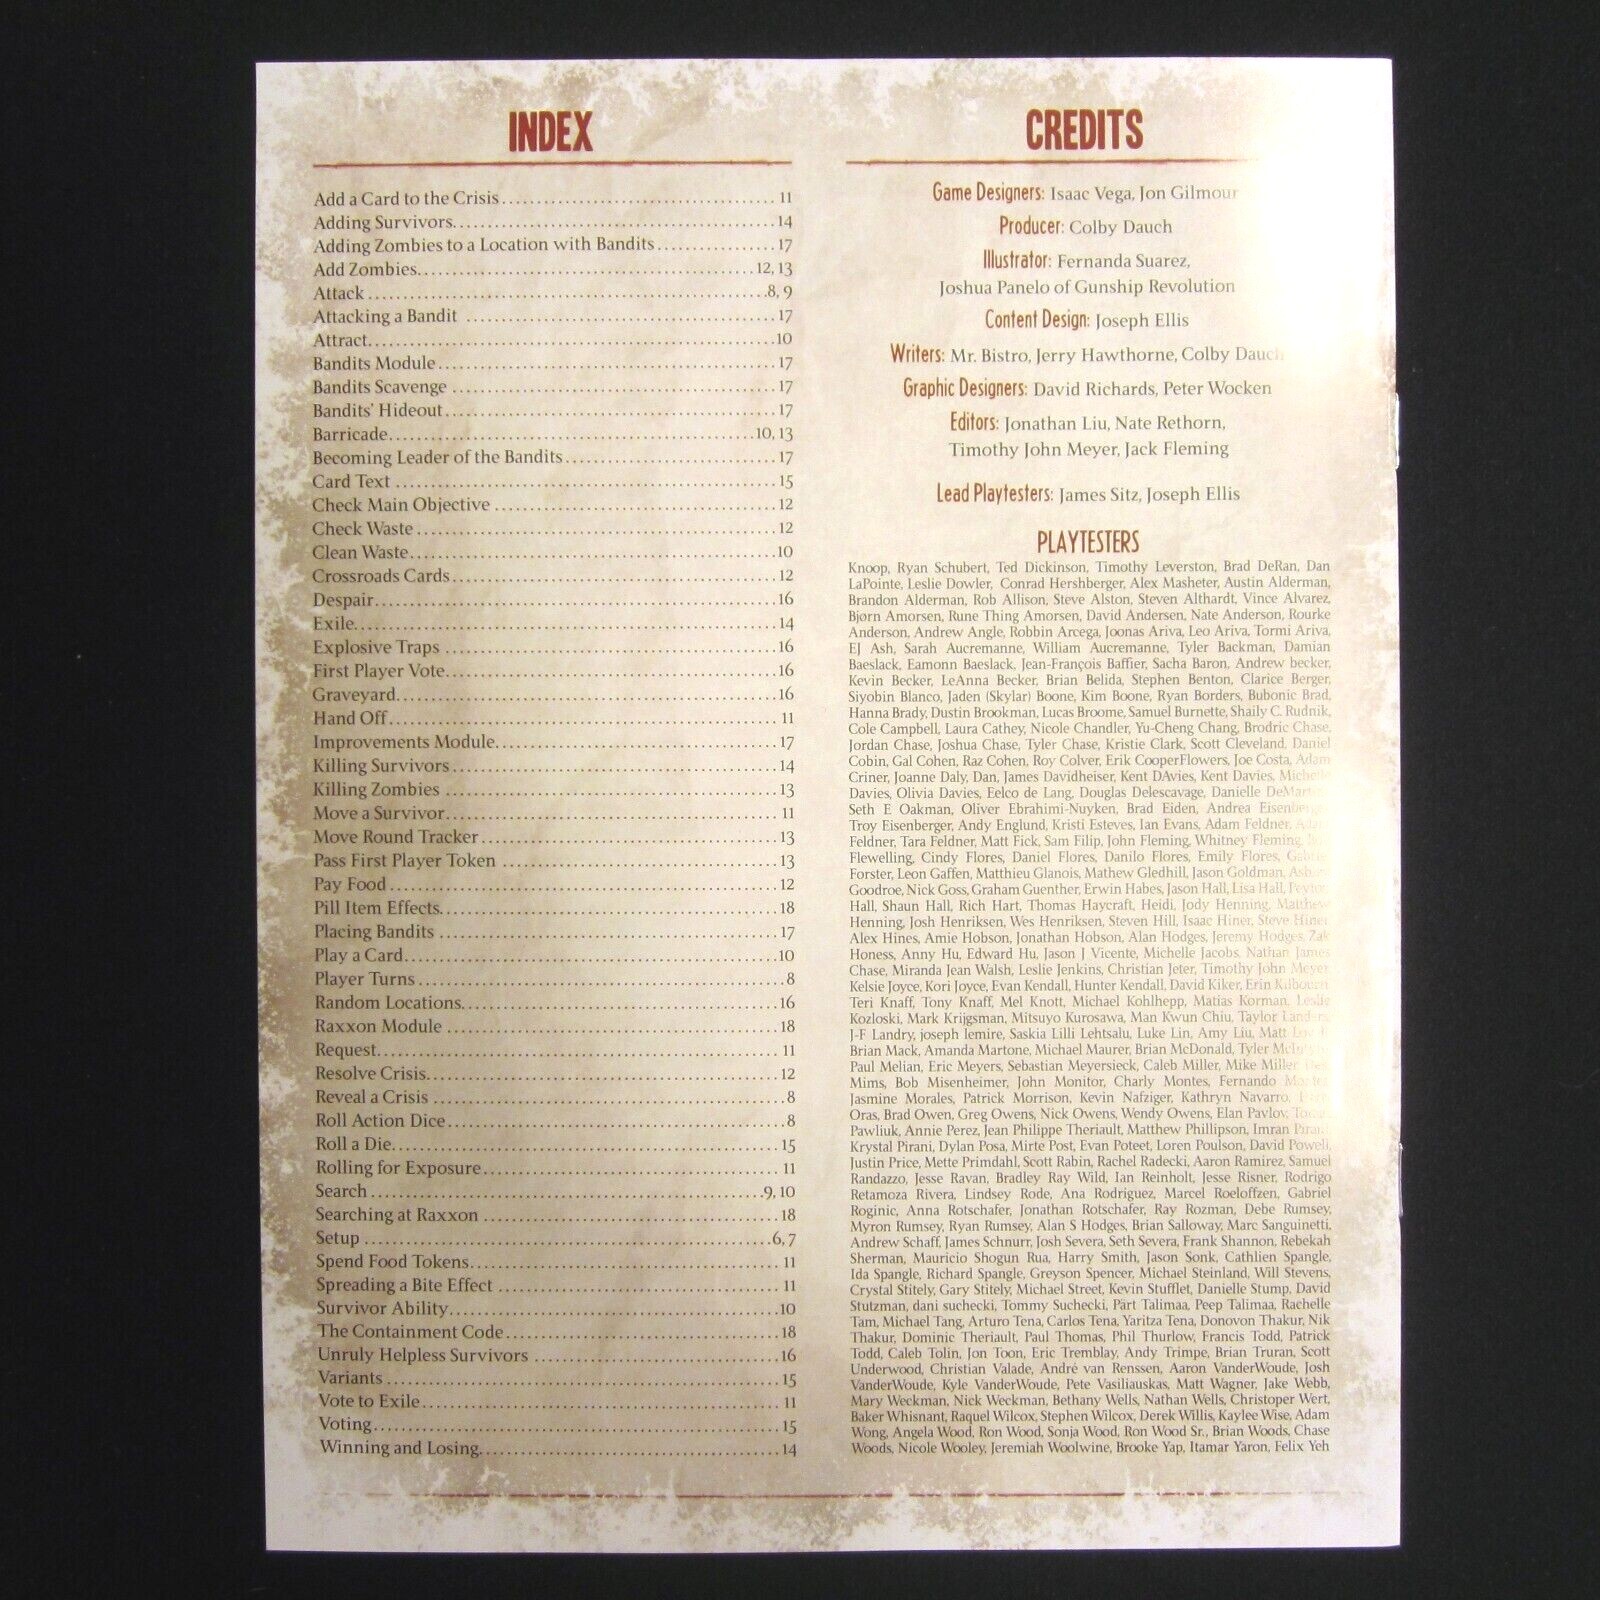 INDEX
Add a Card to the Crisis 11
Adding Survivors 14
Adding Zombies to a Location with Bandits 17
Add Zombies 12, 13
Attack 8, 9
Attacking a Bandit 17
Attract 10
Bandits Module 17
Bandits Scavenge 17
Bandits' Hideout 17
Barricade 10, 13
Becoming Leader of the Bandits 17
Card Text 15
Check Main Objective 12
Check Waste 12
Clean Waste 10
Crossroads Cards 12
Despair 16
Exile 14
Explosive Traps 16
First Player Vote 16
Graveyard 16
Hand Off 11
Improvements Module 17
Killing Survivors 14
Killing Zombies 13
Move a Survivor 11
Move Round Tracker 13
Pass First Player Token 13
Pay Food 12
Pill Item Effects 18
Placing Bandits 17
Play a Card 10
Player Turns 8
Random Locations 16
Raxxon Module 18
Request 11
Resolve Crisis 12
Reveal a Crisis 8
Roll Action Dice 8
Roll a Die 15
Rolling for Exposure 11
Search 9, 10
Searching at Raxxon 18
Setup 6, 7
Spend Food Tokens 11
Spreading a Bite Effect 11
Survivor Ability 10
The Containment Code 18
Unruly Helpless Survivors 16
Variants 15
Vote to Exile 11
Voting 15
Winning and Losing 14
CREDITS
Game Designers: Isaac Vega, Jon Gilmour
Producer: Colby Dauch
Illustrator: Fernanda Suarez,
Joshua Panelo of Gunship Revolution
Content Design: Joseph Ellis
Writers: Mr. Bistro, Jerry Hawthorne, Colby Dauch
Graphic Designers: David Richards, Peter Wocken
Editors: Jonathan Liu, Nate Rethorn,
Timothy John Meyer, Jack Fleming
Lead Playtesters: James Sitz, Joseph Ellis
PLAYTESTERS
Knoop, Ryan Schubert, Ted Dickinson, Timothy Leverston, Brad DeRan, Dan
LaPointe, Leslie Dowler, Conrad Hershberger, Alex Masheter, Austin Alderman,
Brandon Alderman, Rob Allison, Steve Alston, Steven Althardt, Vince Alvarez,
Bjørn Amorsen, Rune Thing Amorsen, David Andersen, Nate Anderson, Rourke
Anderson, Andrew Angle, Robbin Arcega, Joonas Ariva, Leo Ariva, Tormi Ariva,
EJ Ash, Sarah Aucremanne, William Aucremanne, Tyler Backman, Damian
Baeslack, Eamonn Baeslack, Jean-François Baffier, Sacha Baron, Andrew becker,
Kevin Becker, LeAnna Becker, Brian Belida, Stephen Benton, Clarice Berger,
Siyobin Blanco, Jaden (Skylar) Boone, Kim Boone, Ryan Borders, Bubonic Brad,
Hanna Brady, Dustin Brookman, Lucas Broome, Samuel Burnette, Shaily C. Rudnik,
Cole Campbell, Laura Cathey, Nicole Chandler, Yu-Cheng Chang, Brodric Chase,
Jordan Chase, Joshua Chase, Tyler Chase, Kristie Clark, Scott Cleveland, Daniel
Cobin, Gal Cohen, Raz Cohen, Roy Colver, Erik CooperFlowers, Joe Costa, Adam
Criner, Joanne Daly, Dan, James Davidheiser, Kent DAvies, Kent Davies,
Davies, Olivia Davies, Eelco de Lang, Douglas Delescavage, Danielle
Seth E Oakman, Oliver Ebrahimi-Nuyken, Brad Eiden, Andrea
Troy Eisenberger, Andy Englund, Kristi Esteves, Ian Evans, Adam Feldner,
Feldner, Tara Feldner, Matt Fick, Sam Filip, John Fleming, Whitney Fleming,
Flewelling, Cindy Flores, Daniel Flores, Danilo Flores, Emily Flores,
Forster, Leon Gaffen, Matthieu Glanois, Mathew Gledhill, Jason Goldman,
Goodroe, Nick Goss, Graham Guenther, Erwin Habes, Jason Hall, Lisa Hall,
Hall, Shaun Hall, Rich Hart, Thomas Haycraft, Heidi, Jody Henning, Matthew
Henning, Josh Henriksen, Wes Henriksen, Steven Hill, Isaac Hiner, Steve Hiner
Alex Hines, Amie Hobson, Jonathan Hobson, Alan Hodges, Jeremy Hodges,
Honess, Anny Hu, Edward Hu, Jason J Vicente, Michelle Jacobs, Nathan James
Chase, Miranda Jean Walsh, Leslie Jenkins, Christian Jeter, Timothy John Meyer
Kelsie Joyce, Kori Joyce, Evan Kendall, Hunter Kendall, David Kiker, Erin
Teri Knaff, Tony Knaff, Mel Knott, Michael Kohlhepp, Matias Korman,
Kozloski, Mark Krijgsman, Mitsuyo Kurosawa, Man Kwun Chiu, Taylor
J-F Landry, joseph lemire, Saskia Lilli Lehtsalu, Luke Lin, Amy Liu, Matt
Brian Mack, Amanda Martone, Michael Maurer, Brian McDonald, Tyler
Paul Melian, Eric Meyers, Sebastian Meyersieck, Caleb Miller, Mike Miller,
Mims, Bob Misenheimer, John Monitor, Charly Montes, Fernando
Jasmine Morales, Patrick Morrison, Kevin Nafziger, Kathryn Navarro,
Oras, Brad Owen, Greg Owens, Nick Owens, Wendy Owens, Elan Pavlov,
Pawliuk, Annie Perez, Jean Philippe Theriault, Matthew Phillipson, Imran
Krystal Pirani, Dylan Posa, Mirte Post, Evan Poteet, Loren Poulson, David Powell,
Justin Price, Mette Primdahl, Scott Rabin, Rachel Radecki, Aaron Ramirez, Samuel
Randazzo, Jesse Ravan, Bradley Ray Wild, Ian Reinholt, Jesse Risner, Rodrigo
Retamoza Rivera, Lindsey Rode, Ana Rodriguez, Marcel Roeloffzen, Gabriel
Roginic, Anna Rotschafer, Jonathan Rotschafer, Ray Rozman, Debe Rumsey,
Myron Rumsey, Ryan Rumsey, Alan S Hodges, Brian Salloway, Marc Sanguinetti,
Andrew Schaff, James Schnurr, Josh Severa, Seth Severa, Frank Shannon, Rebekah
Sherman, Mauricio Shogun Rua, Harry Smith, Jason Sonk, Cathlien Spangle,
Ida Spangle, Richard Spangle, Greyson Spencer, Michael Steinland, Will Stevens,
Crystal Stitely, Gary Stitely, Michael Street, Kevin Stufflet, Danielle Stump, David
Stutzman, dani suchecki, Tommy Suchecki, Pärt Talimaa, Peep Talimaa, Rachelle
Tam, Michael Tang, Arturo Tena, Carlos Tena, Yaritza Tena, Donovon Thakur, Nik
Thakur, Dominic Theriault, Paul Thomas, Phil Thurlow, Francis Todd, Patrick
Todd, Caleb Tolin, Jon Toon, Eric Tremblay, Andy Trimpe, Brian Truran, Scott
Underwood, Christian Valade, André van Renssen, Aaron VanderWoude, Josh
VanderWoude, Kyle VanderWoude, Pete Vasiliauskas, Matt Wagner, Jake Webb,
Mary Weckman, Nick Weckman, Bethany Wells, Nathan Wells, Christoper Wert,
Baker Whisnant, Raquel Wilcox, Stephen Wilcox, Derek Willis, Kaylee Wise, Adam
Wong, Angela Wood, Ron Wood, Sonja Wood, Ron Wood Sr., Brian Woods, Chase
Woods, Nicole Wooley, Jeremiah Woolwine, Brooke Yap, Itamar Yaron, Felix Yeh